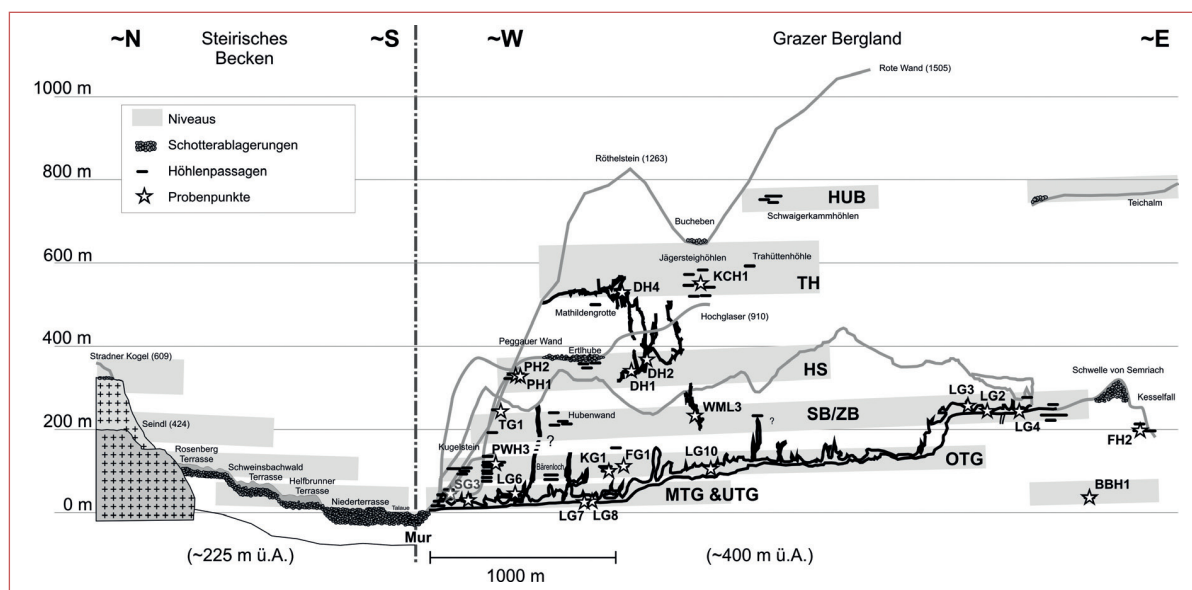 ~N
Steirisches
Becken
~S
~W
Grazer Bergland
~E
1000 m
800 m
600 m
400 m
200 m
0 m
Niveaus
Schotterablagerungen
Höhlenpassagen
Probenpunkte
Rote Wand (1505)
Röthelstein (1263)
HUB
Schwaigerkammhöhlen
Teichalm
Bucheben
Jägersteighöhlen
Trahüttenhöhle
KCH1
TH
DH4
Mathildengrotte
Hochglaser (910)
Peggauer Wand
Ertlhube
Stradner Kogel (609)
PH2
PH1
DH2
DH1
HS
Schwelle von Semriach
Kesselfall
WML3
LG3
LG2
SB/ZB
LG4
TG1
Hubenwand
?
?
FH2
Seindl (424)
Kugelstein
PWH3
KG1
FG1
LG10
OTG
Rosenberg
Terrasse
Schweinsbachwald
Terrasse
Helfbrunner
Terrasse
Niederterrasse
Talaue
Bärenloch
SG3
LG6
MTG &UTG
BBH1
LG7
LG8
Mur
(~225 m ü.A.)
(~400 m ü.A.)
1000 m